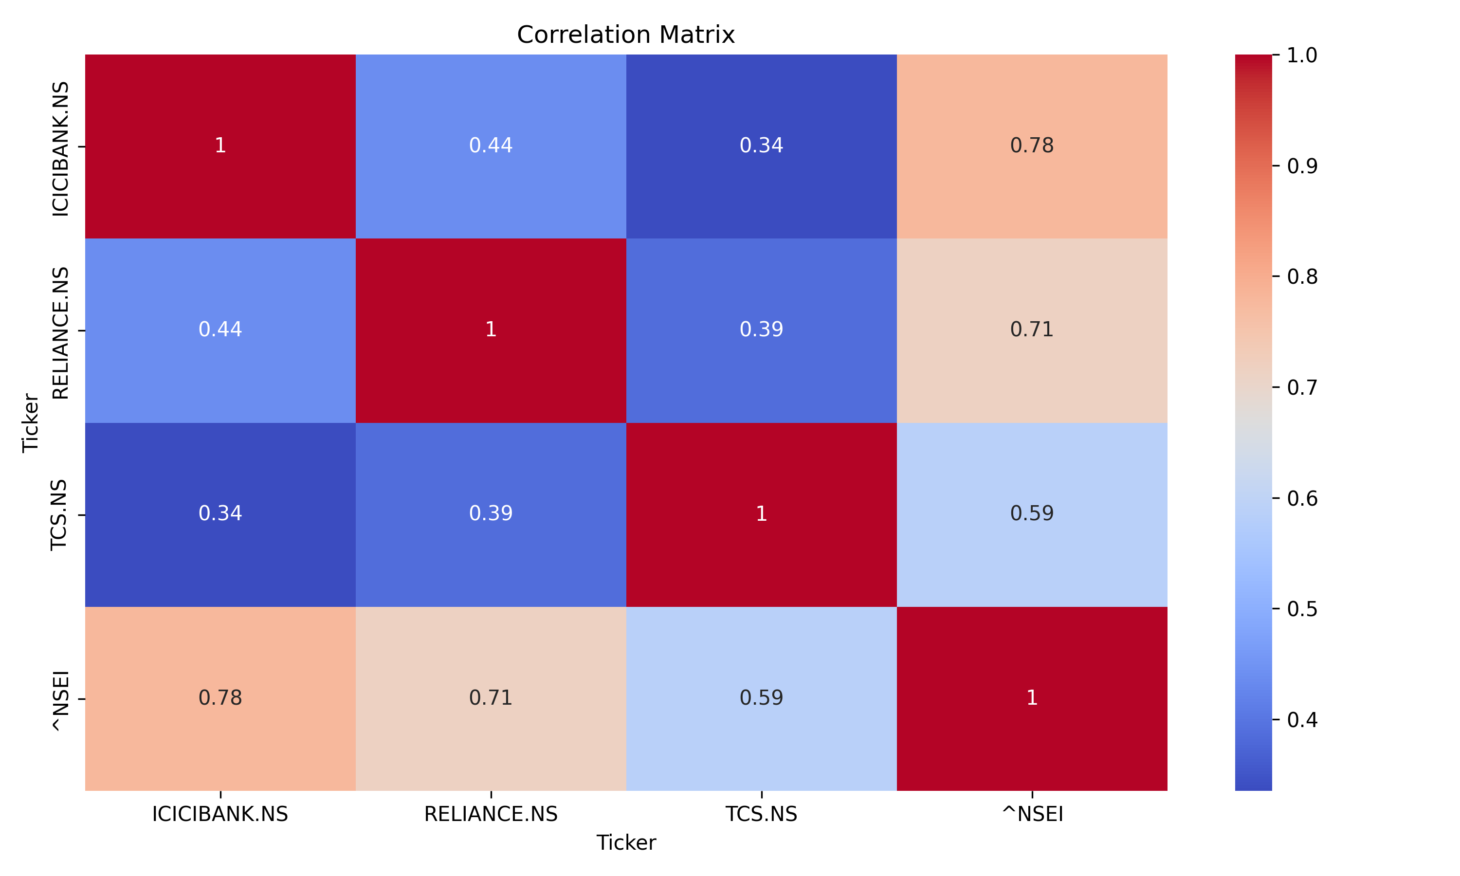 Correlation Matrix
ICICIBANK.NS
1 0.44 0.34 0.78
RELIANCE.NS
0.44 1 0.39 0.71
TCS.NS
0.34 0.39 1 0.59
^NSEI
0.78 0.71 0.59 1
Ticker
ICICIBANK.NS RELIANCE.NS TCS.NS ^NSEI
Ticker
1.0
0.9
0.8
0.7
0.6
0.5
0.4